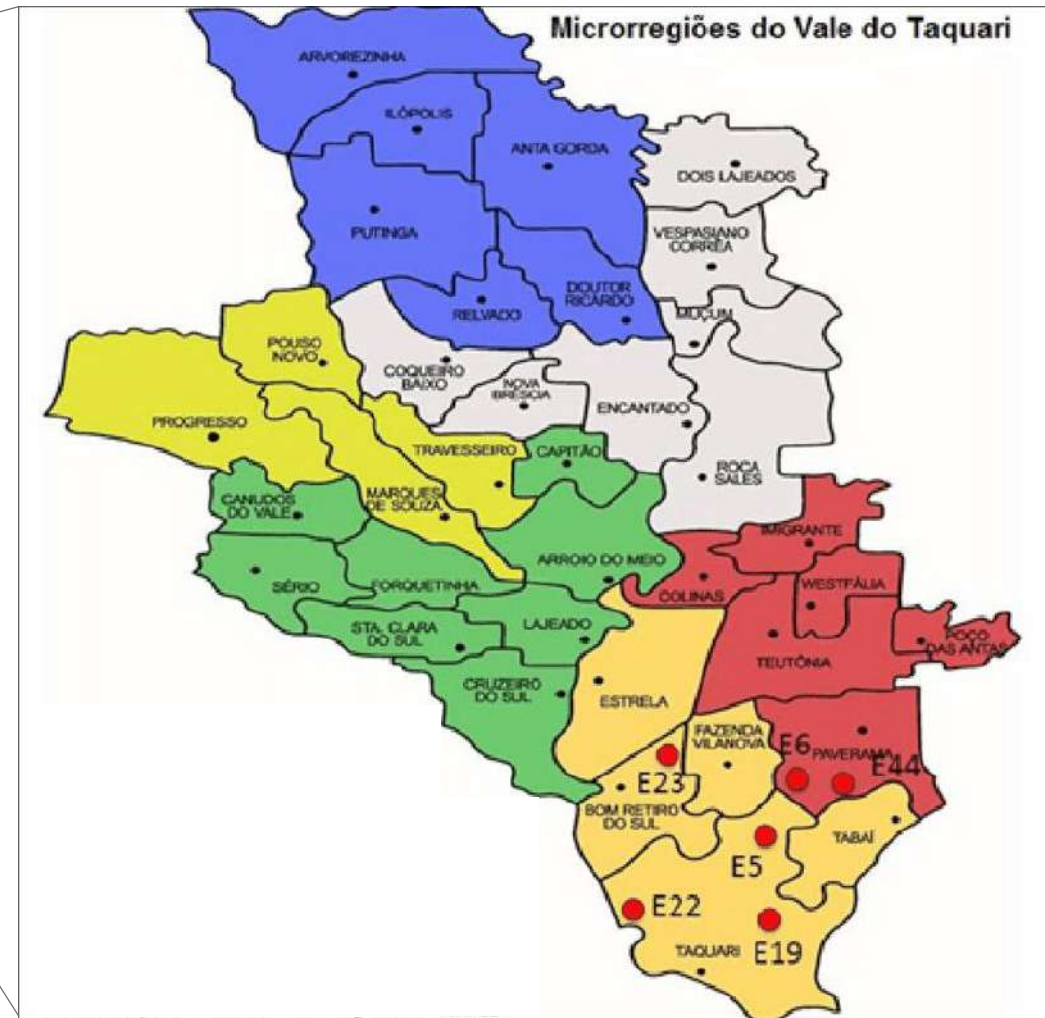 Microrregiões do Vale do Taquari
ARVOREZINHA
ILÓPOLIS
ANTA GORDA
DOIS LAJEADOS
PUTINGA
VESPASIANO
CORRÊA
DOUTOR
RICARDO
RELVADO
MUÇUM
POUSO
NOVO
COQUEIRO
BAIXO
NOVA
BRESCIA
ENCANTADO
PROGRESSO
TRAVESSEIRO
CAPITÃO
ROCA
SALES
CANUDOS
DO VALE
MARQUES
DE SOUZA
IMIGRANTE
ARROIO DO MEIO
SÉRIO
FORQUETINHA
COLINAS
WESTFÁLIA
STA. CLARA
DO SUL
LAJEADO
TEUTÔNIA
POÇO
DAS ANTAS
CRUZEIRO
DO SUL
ESTRELA
FAZENDA
VILANOVA
E6
PAVERAMA
E44
E23
BOM RETIRO
DO SUL
TABAÍ
E5
E22
TAQUARI
E19